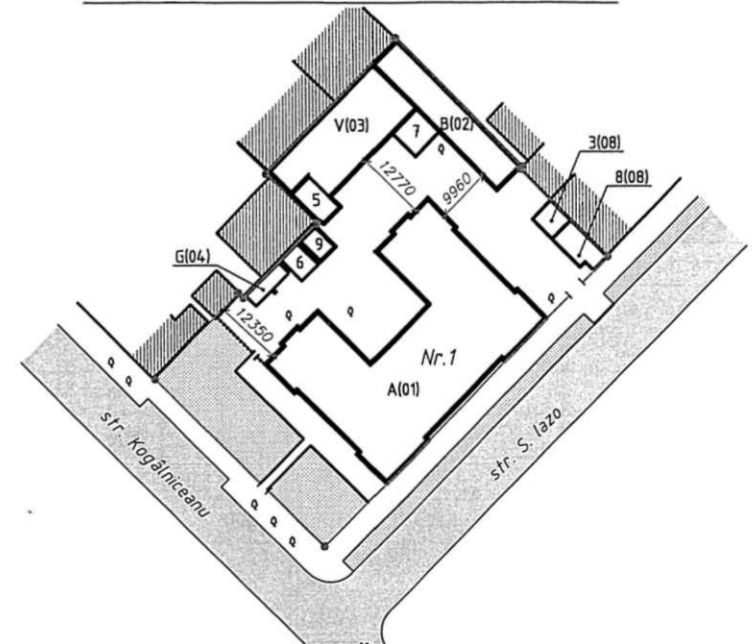 V(03)
7
B(02)
3(08)
8(08)
12770
9960
5
9
6
G(04)
12350
Nr.1
A(01)
str. Kogâlniceanu
str. S. lazo